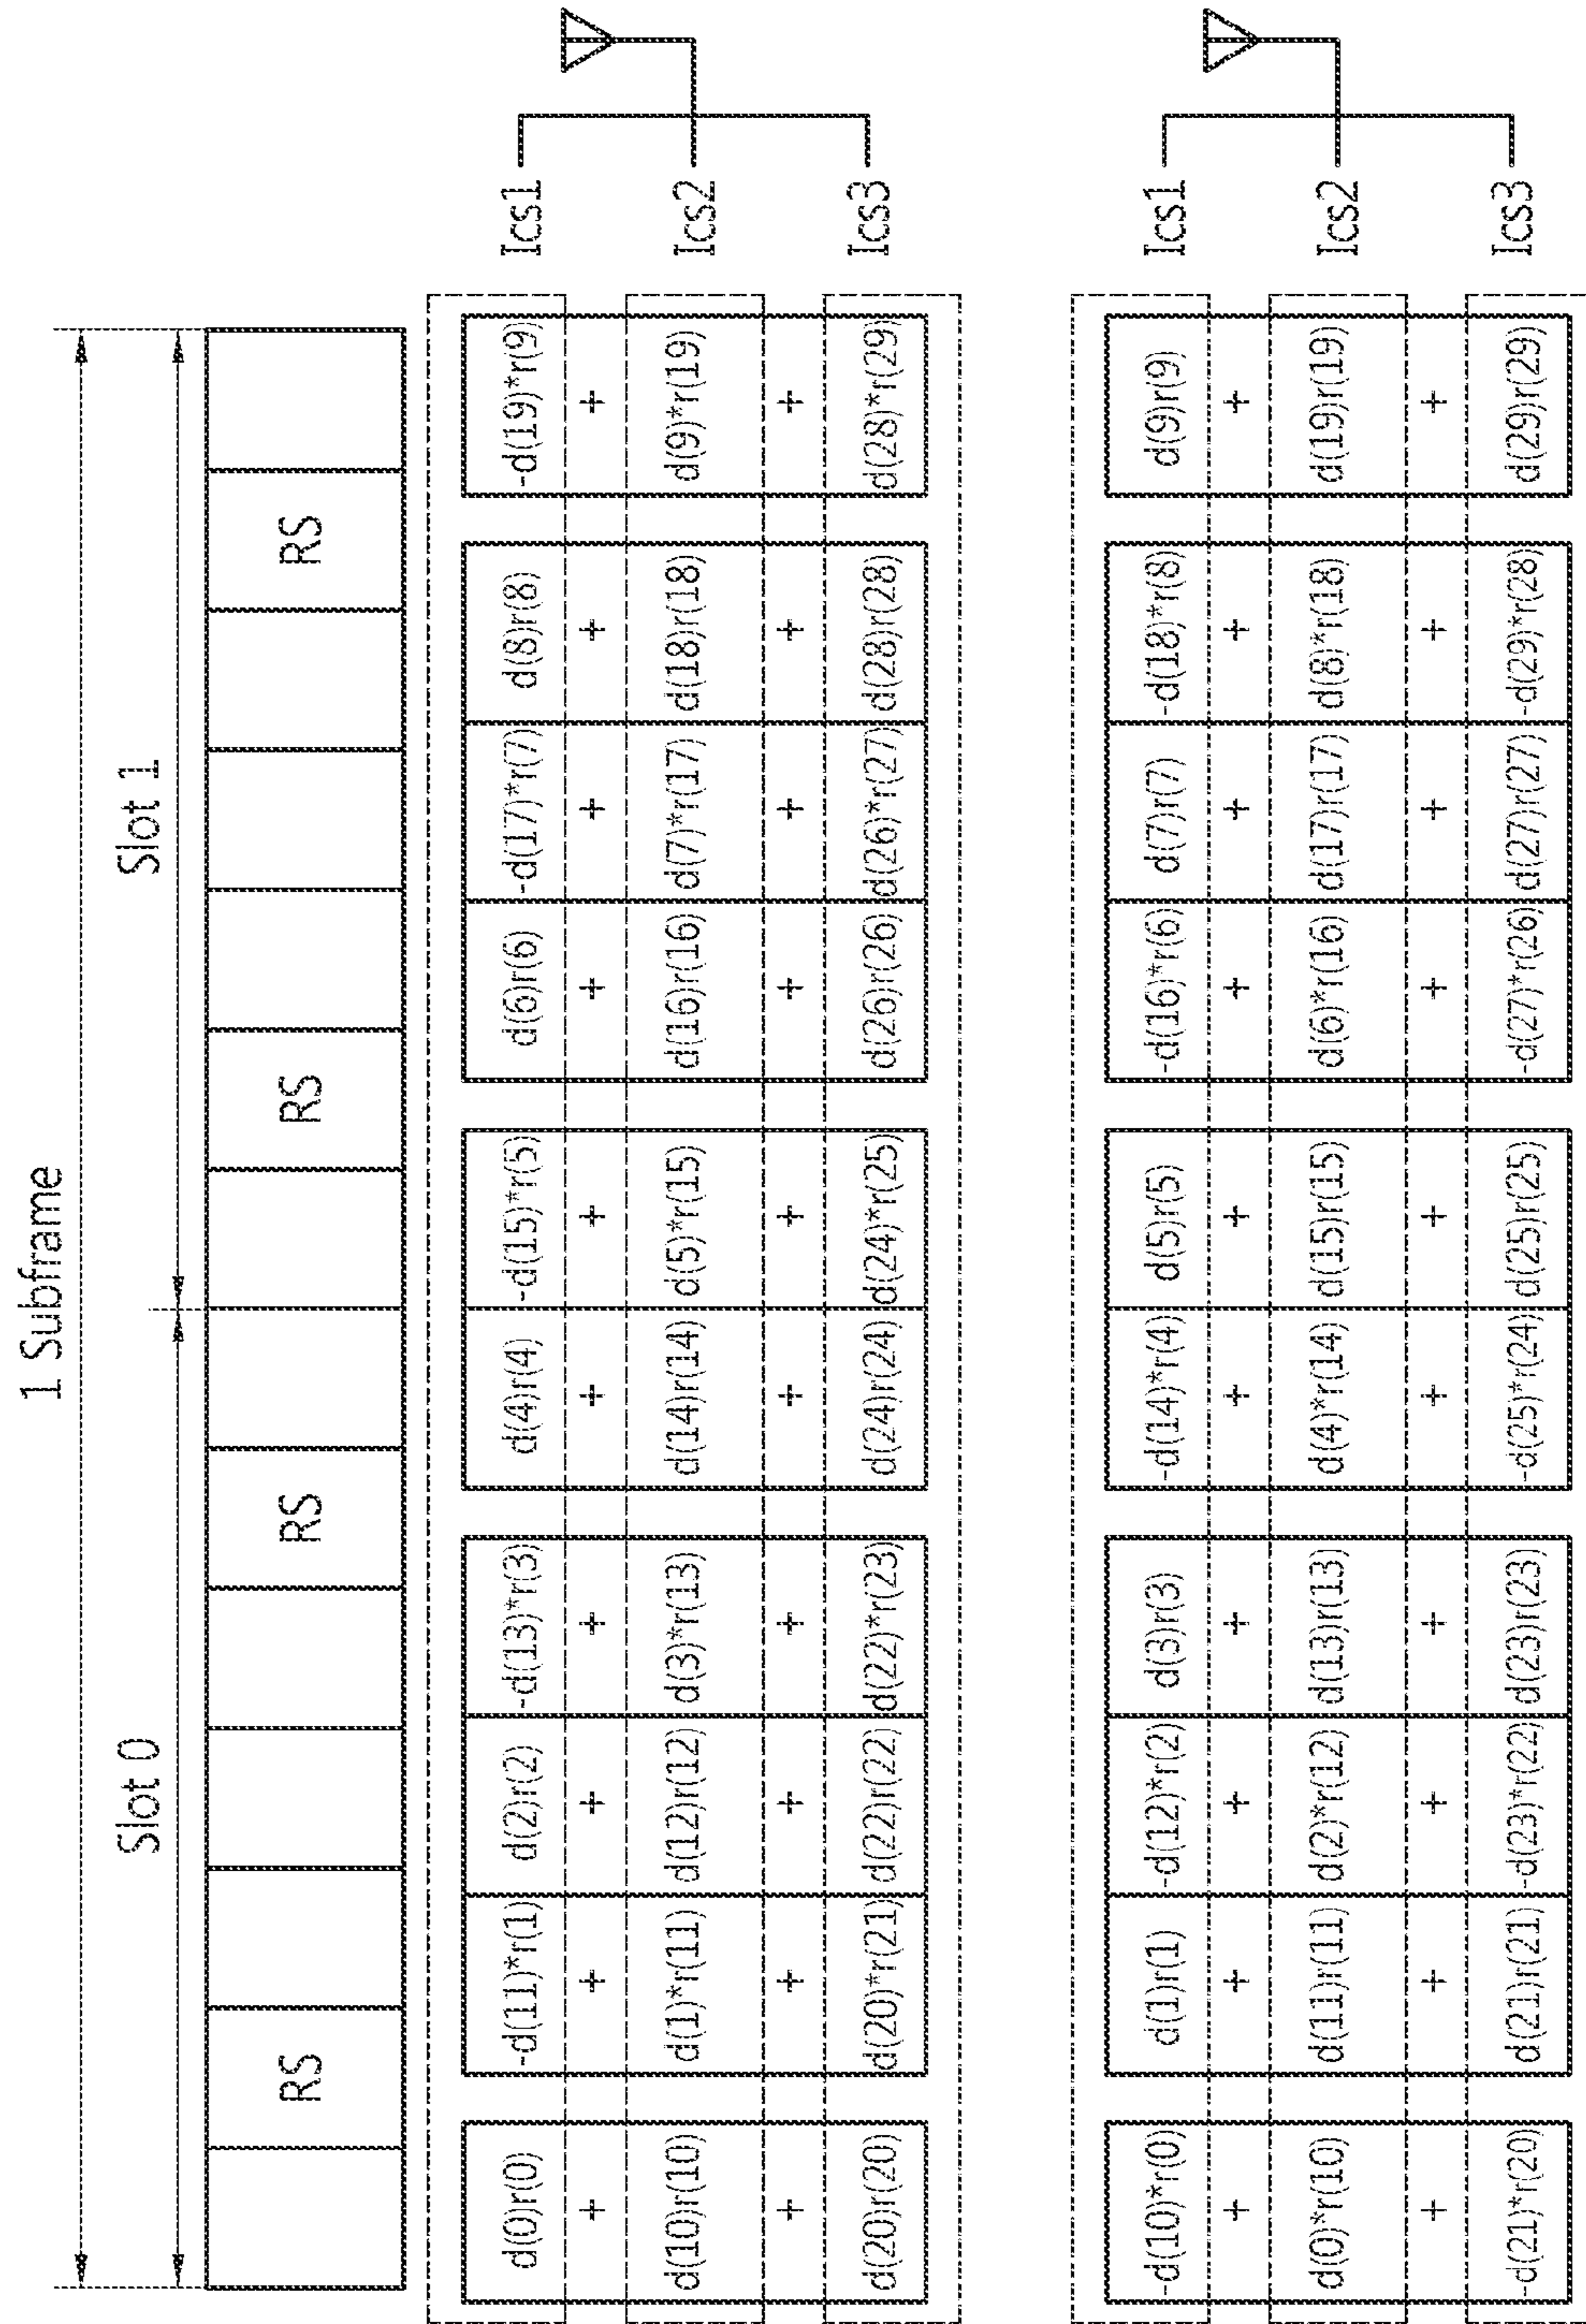 1 Subframe
Slot 0 Slot 1
RS RS RS RS
d(0)r(0) -d(11)*r(1) d(2)r(2) -d(13)*r(3) d(4)r(4) -d(15)*r(5) d(6)r(6) -d(17)*r(7) d(8)r(8) -d(19)*r(9) Ics1
+ + + + + + + + + +
d(10)r(10) d(1)*r(11) d(12)r(12) d(3)*r(13) d(14)r(14) d(5)*r(15) d(16)r(16) d(7)*r(17) d(18)r(18) d(9)*r(19) Ics2
+ + + + + + + + + +
d(20)r(20) d(20)*r(21) d(22)r(22) d(22)*r(23) d(24)r(24) d(24)*r(25) d(26)r(26) d(26)*r(27) d(28)r(28) d(28)*r(29) Ics3
-d(10)*r(0) d(1)r(1) -d(12)*r(2) d(3)r(3) -d(14)*r(4) d(5)r(5) -d(16)*r(6) d(7)r(7) -d(18)*r(8) d(9)r(9) Ics1
+ + + + + + + + + +
d(0)*r(10) d(11)r(11) d(2)*r(12) d(13)r(13) d(4)*r(14) d(15)r(15) d(6)*r(16) d(17)r(17) d(8)*r(18) d(19)r(19) Ics2
+ + + + + + + + + +
-d(21)*r(20) d(21)r(21) -d(23)*r(22) d(23)r(23) -d(25)*r(24) d(25)r(25) -d(27)*r(26) d(27)r(27) -d(29)*r(28) d(29)r(29) Ics3